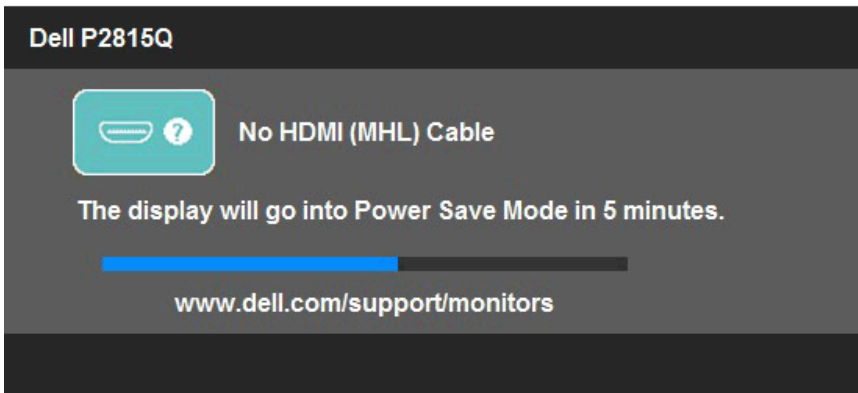 Dell P2815Q
?
No HDMI (MHL) Cable
The display will go into Power Save Mode in 5 minutes.
www.dell.com/support/monitors